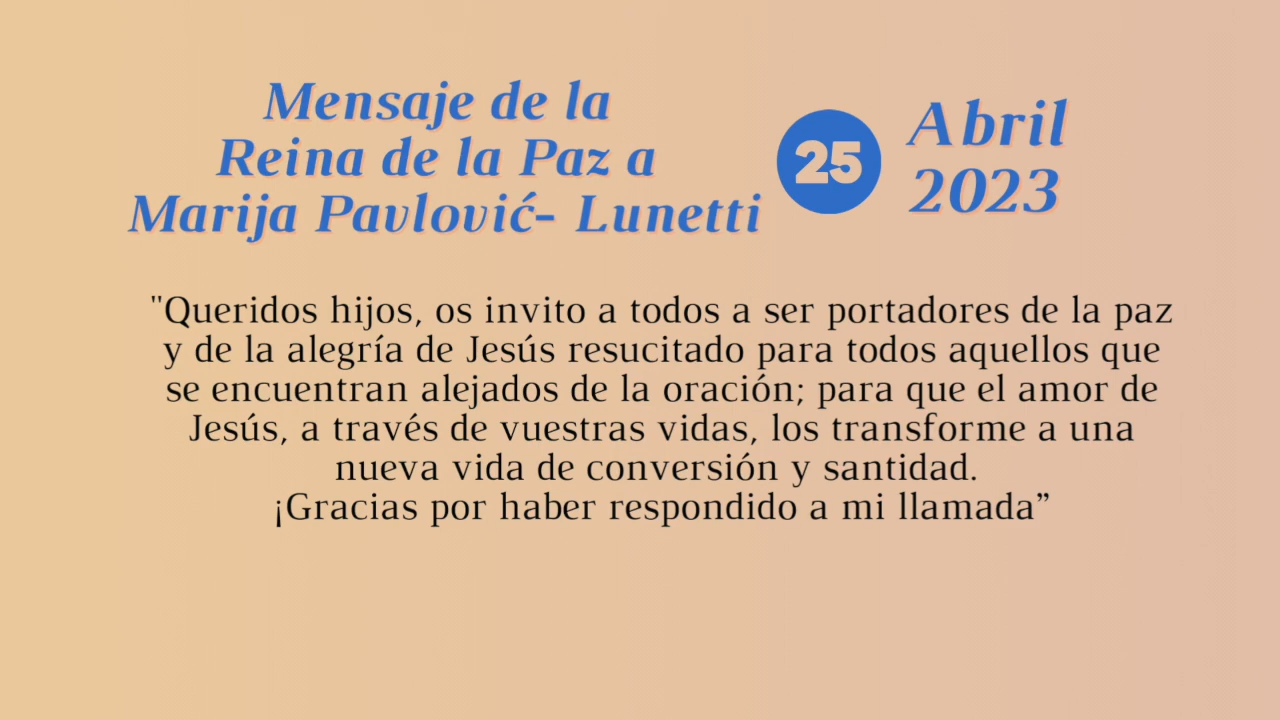 Mensaje de la
Reina de la Paz a
Marija Pavlović- Lunetti
25
Abril
2023
"Queridos hijos, os invito a todos a ser portadores de la paz
y de la alegría de Jesús resucitado para todos aquellos que
se encuentran alejados de la oración; para que el amor de
Jesús, a través de vuestras vidas, los transforme a una
nueva vida de conversión y santidad.
¡Gracias por haber respondido a mi llamada”